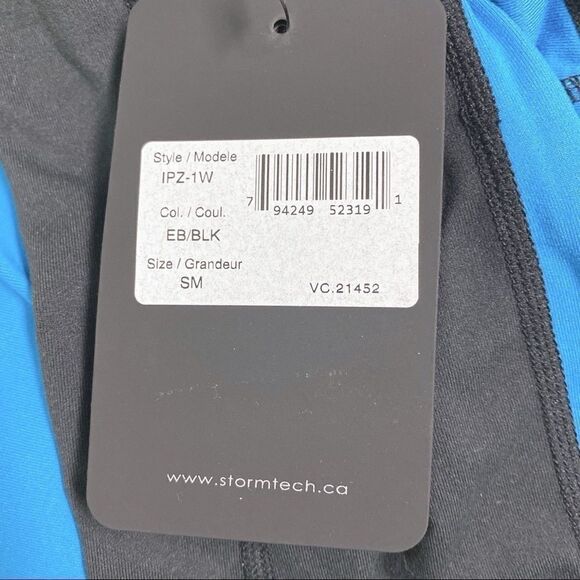 Style / Modele
IPZ-1W
Col. / Coul.
EB/BLK
Size / Grandeur
SM
7 94249 52319 1
VC.21452
www.stormtech.ca